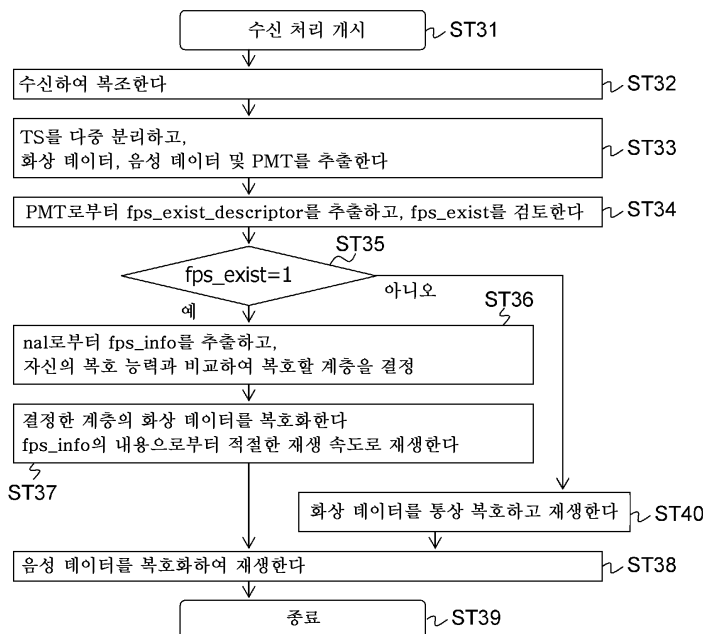 수신 처리 개시
ST31
수신하여 복조한다
ST32
TS를 다중 분리하고,
화상 데이터, 음성 데이터 및 PMT를 추출한다
ST33
PMT로부터 fps_exist_descriptor를 추출하고, fps_exist를 검토한다
ST34
ST35
fps_exist=1
아니오
예
ST36
nal로부터 fps_info를 추출하고,
자신의 복호 능력과 비교하여 복호할 계층을 결정
결정한 계층의 화상 데이터를 복호화한다
fps_info의 내용으로부터 적절한 재생 속도로 재생한다
ST37
화상 데이터를 통상 복호하고 재생한다
ST40
음성 데이터를 복호화하여 재생한다
ST38
종료
ST39